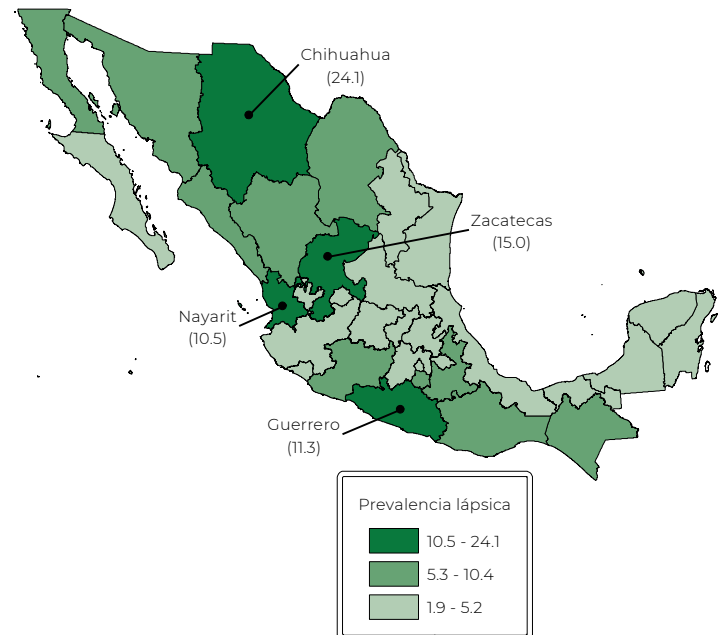 Chihuahua
(24.1)
Zacatecas
(15.0)
Nayarit
(10.5)
Guerrero
(11.3)
Prevalencia lápsica
10.5 - 24.1
5.3 - 10.4
1.9 - 5.2